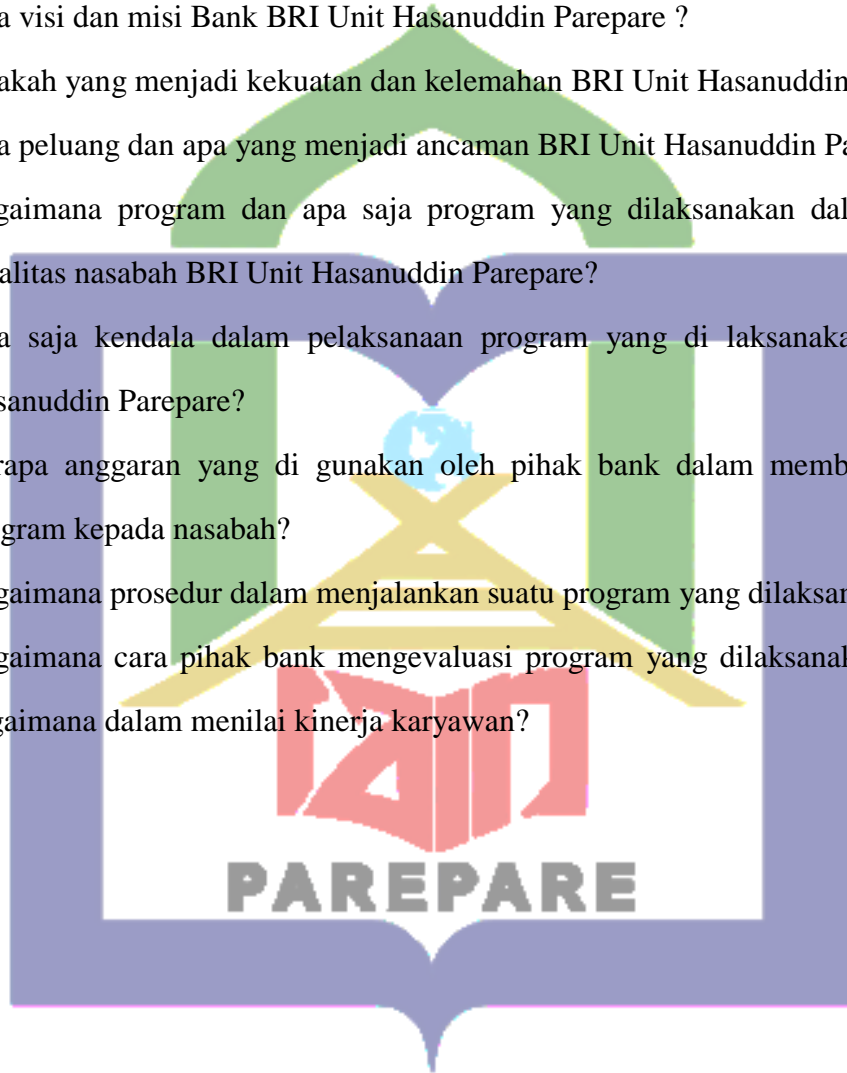 a visi dan misi Bank BRI Unit Hasanuddin Parepare ?
akah yang menjadi kekuatan dan kelemahan BRI Unit Hasanuddin
a peluang dan apa yang menjadi ancaman BRI Unit Hasanuddin Pa
gaimana program dan apa saja program yang dilaksanakan dal
alitas nasabah BRI Unit Hasanuddin Parepare?
a saja kendala dalam pelaksanaan program yang di laksanaka
sanuddin Parepare?
rapa anggaran yang di gunakan oleh pihak bank dalam memb
gram kepada nasabah?
gaimana prosedur dalam menjalankan suatu program yang dilaksan
gaimana cara pihak bank mengevaluasi program yang dilaksanak
gaimana dalam menilai kinerja karyawan?
iain
PAREPARE